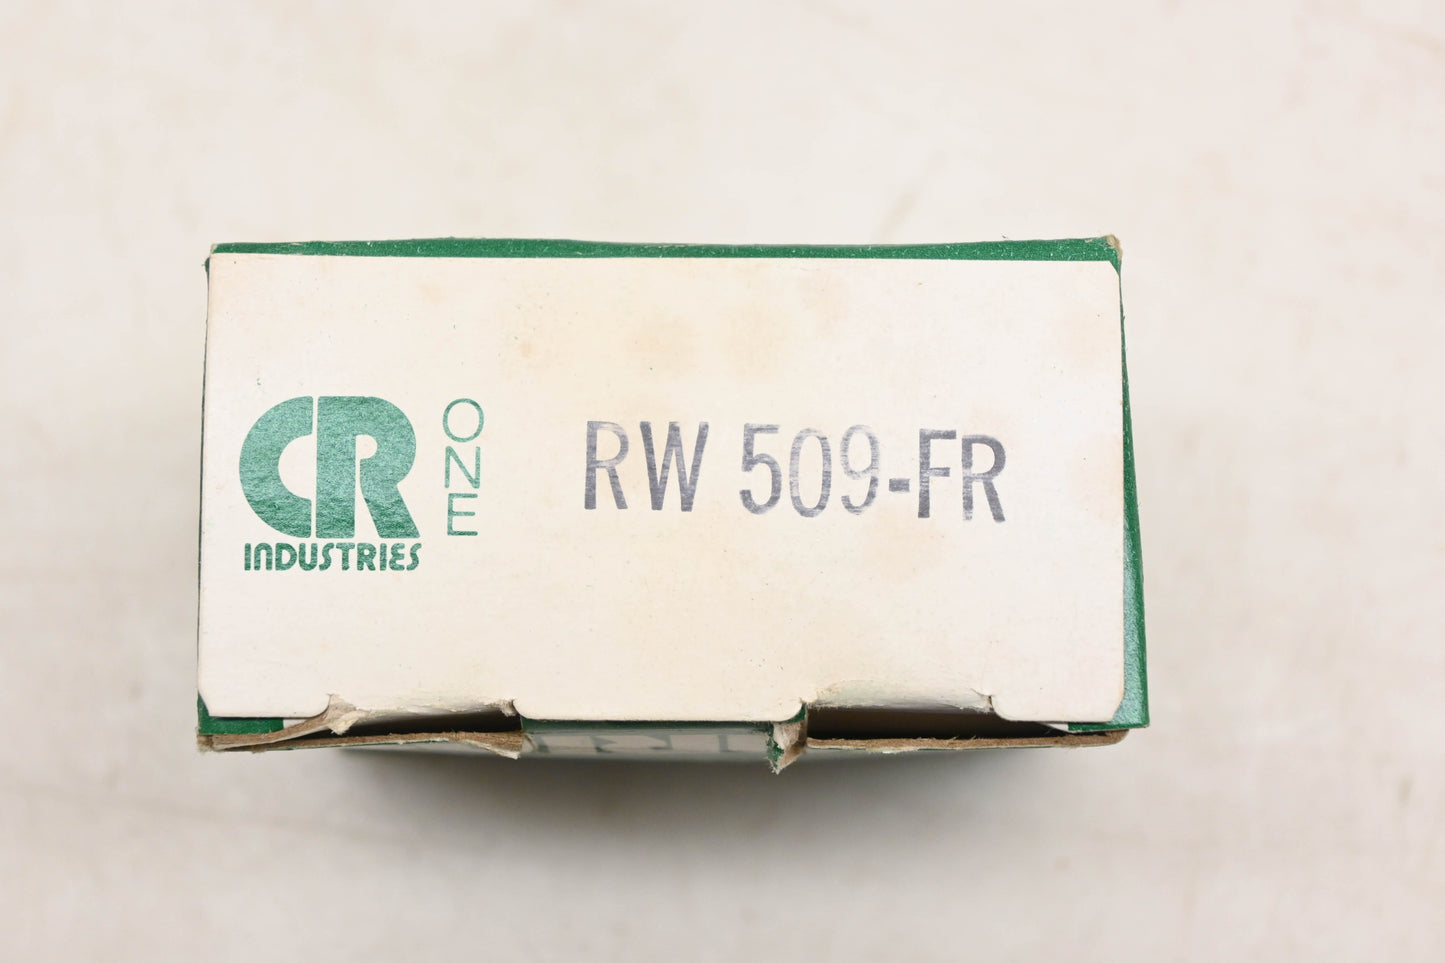 CR
INDUSTRIES
ONE
RW 509-FR